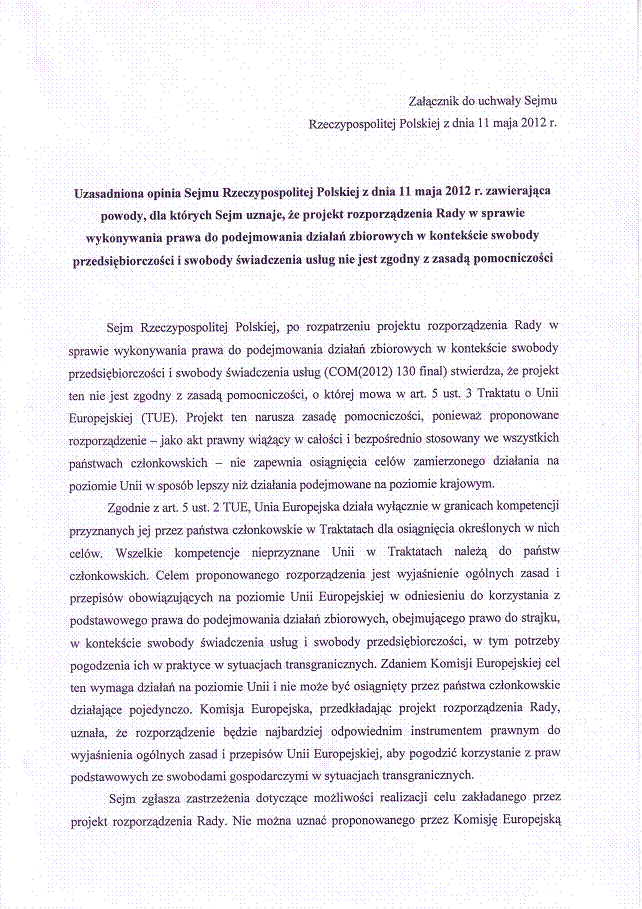 Załącznik do uchwały Sejmu
Rzeczypospolitej Polskiej z dnia 11 maja 2012 r.
Uzasadniona opinia Sejmu Rzeczypospolitej Polskiej z dnia 11 maja 2012 r. zawierająca
powody, dla których Sejm uznaje, że projekt rozporządzenia Rady w sprawie
wykonywania prawa do podejmowania działań zbiorowych w kontekście swobody
przedsiębiorczości i swobody świadczenia usług nie jest zgodny z zasadą pomocniczości
Sejm Rzeczypospolitej Polskiej, po rozpatrzeniu projektu rozporządzenia Rady w
sprawie wykonywania prawa do podejmowania działań zbiorowych w kontekście swobody
przedsiębiorczości i swobody świadczenia usług (COM(2012) 130 final) stwierdza, że projekt
ten nie jest zgodny z zasadą pomocniczości, o której mowa w art. 5 ust. 3 Traktatu o Unii
Europejskiej (TUE). Projekt ten narusza zasadę pomocniczości, ponieważ proponowane
rozporządzenie – jako akt prawny wiążący w całości i bezpośrednio stosowany we wszystkich
państwach członkowskich – nie zapewnia osiągnięcia celów zamierzonego działania na
poziomie Unii w sposób lepszy niż działania podejmowane na poziomie krajowym.
Zgodnie z art. 5 ust. 2 TUE, Unia Europejska działa wyłącznie w granicach kompetencji
przyznanych jej przez państwa członkowskie w Traktatach dla osiągnięcia określonych w nich
celów. Wszelkie kompetencje nieprzyznane Unii w Traktatach należą do państw
członkowskich. Celem proponowanego rozporządzenia jest wyjaśnienie ogólnych zasad i
przepisów obowiązujących na poziomie Unii Europejskiej w odniesieniu do korzystania z
podstawowego prawa do podejmowania działań zbiorowych, obejmującego prawo do strajku,
w kontekście swobody świadczenia usług i swobody przedsiębiorczości, w tym potrzeby
pogodzenia ich w praktyce w sytuacjach transgranicznych. Zdaniem Komisji Europejskiej cel
ten wymaga działań na poziomie Unii i nie może być osiągnięty przez państwa członkowskie
działające pojedynczo. Komisja Europejska, przedkładając projekt rozporządzenia Rady,
uznała, że rozporządzenie będzie najbardziej odpowiednim instrumentem prawnym do
wyjaśnienia ogólnych zasad i przepisów Unii Europejskiej, aby pogodzić korzystanie z praw
podstawowych ze swobodami gospodarczymi w sytuacjach transgranicznych.
Sejm zgłasza zastrzeżenia dotyczące możliwości realizacji celu zakładanego przez
projekt rozporządzenia Rady. Nie można uznać proponowanego przez Komisję Europejską